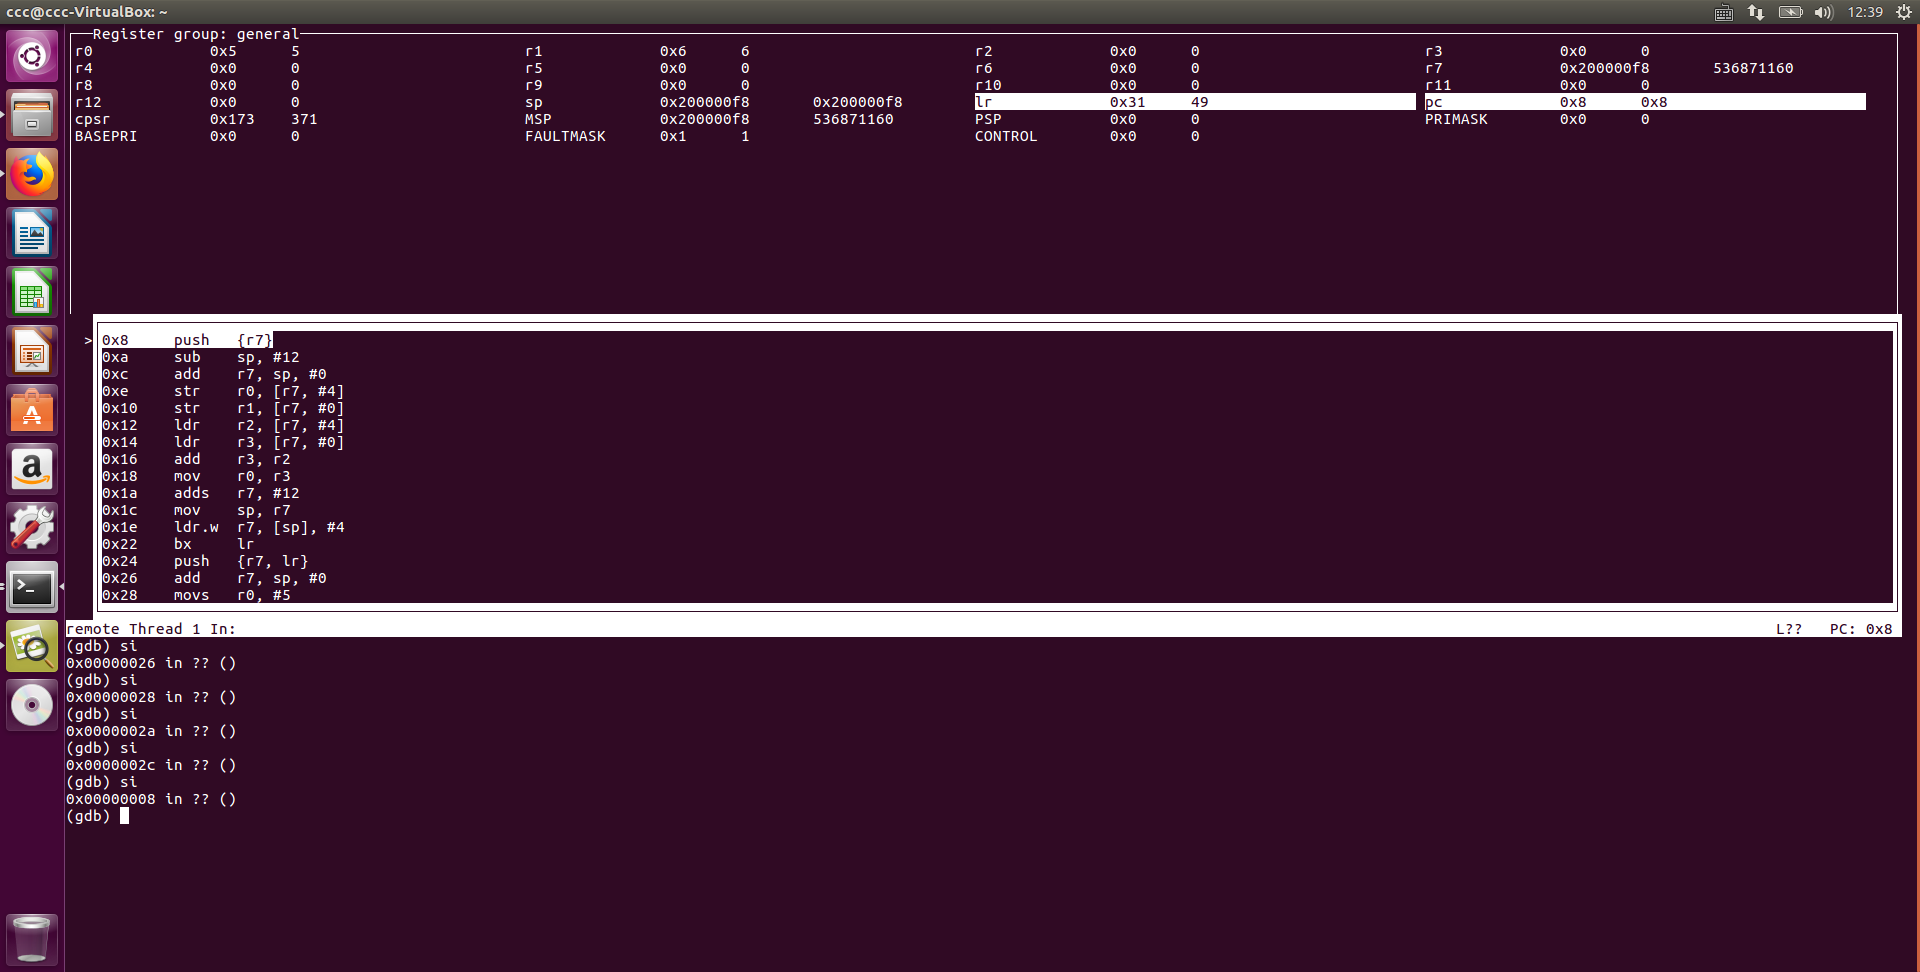 ccc@ccc-VirtualBox: ~ 12:39
Register group: general
r0 0x5 5 r1 0x6 6 r2 0x0 0 r3 0x0 0
r4 0x0 0 r5 0x0 0 r6 0x0 0 r7 0x200000f8 536871160
r8 0x0 0 r9 0x0 0 r10 0x0 0 r11 0x0 0
r12 0x0 0 sp 0x200000f8 0x200000f8 lr 0x31 49 pc 0x8 0x8
cpsr 0x173 371 MSP 0x200000f8 536871160 PSP 0x0 0 PRIMASK 0x0 0
BASEPRI 0x0 0 FAULTMASK 0x1 1 CONTROL 0x0 0
> 0x8 push {r7}
0xa sub sp, #12
0xc add r7, sp, #0
0xe str r0, [r7, #4]
0x10 str r1, [r7, #0]
0x12 ldr r2, [r7, #4]
0x14 ldr r3, [r7, #0]
0x16 add r3, r2
0x18 mov r0, r3
0x1a adds r7, #12
0x1c mov sp, r7
0x1e ldr.w r7, [sp], #4
0x22 bx lr
0x24 push {r7, lr}
0x26 add r7, sp, #0
0x28 movs r0, #5
remote Thread 1 In: L?? PC: 0x8
(gdb) si
0x00000026 in ?? ()
(gdb) si
0x00000028 in ?? ()
(gdb) si
0x0000002a in ?? ()
(gdb) si
0x0000002c in ?? ()
(gdb) si
0x00000008 in ?? ()
(gdb)